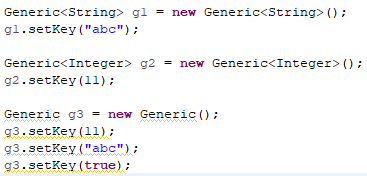 Generic<String> g1 = new Generic<String>();
g1.setKey("abc");
Generic<Integer> g2 = new Generic<Integer>();
g2.setKey(11);
Generic g3 = new Generic();
g3.setKey(11);
g3.setKey("abc");
g3.setKey(true);